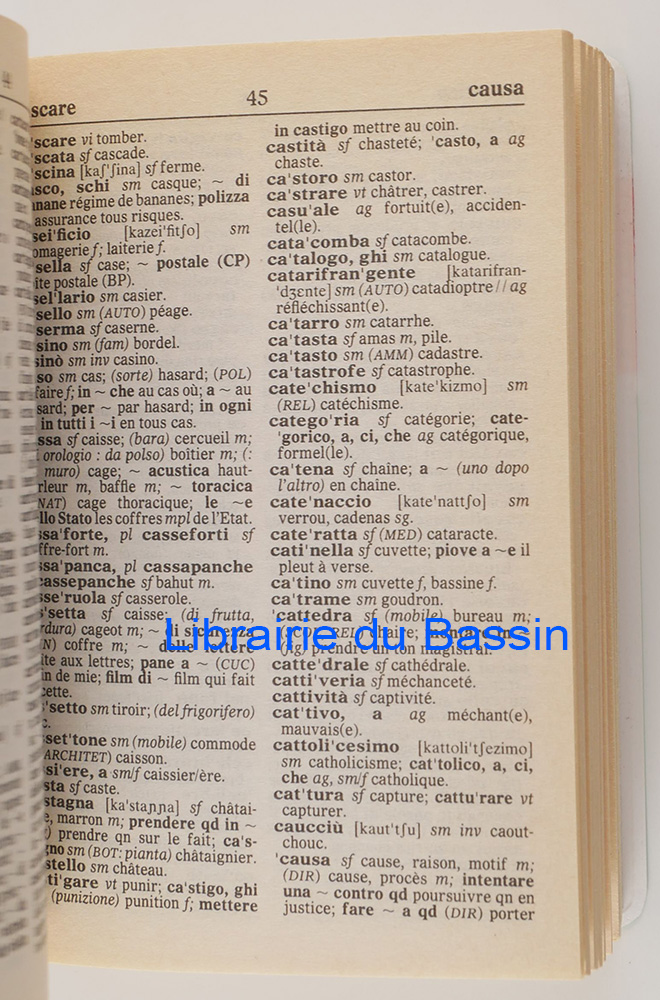 scare 45 causa
'scare vi tomber.
'scata sf cascade.
'scina [kaʃ'ʃina] sf ferme.
sco, schi sm casque; ~ di
nane régime de bananes; polizza
assurance tous risques.
sei'ficio [kazei'fitʃo] sm
omagerie f; laiterie f.
sella sf case; ~ postale (CP)
îte postale (BP).
sel'lario sm casier.
sello sm (AUTO) péage.
serma sf caserne.
sino sm (fam) bordel.
sinò sm inv casino.
so sm cas; (sorte) hasard; (POL)
faire f; in ~ che au cas où; a ~ au
sard; per ~ par hasard; in ogni
in tutti i ~i en tous cas.
ssa sf caisse; (bara) cercueil m;
orologio : da polso) boîtier m; (:
muro) cage; ~ acustica haut-
rleur m, baffle m; ~ toracica
NAT) cage thoracique; le ~e
llo Stato les coffres mpl de l'Etat.
ssa'forte, pl casseforti sf
ffre-fort m.
ssa'panca, pl cassapanche
cassepanche sf bahut m.
sse'ruola sf casserole.
s'setta sf caisse; (di frutta,
rdura) cageot m; ~ di sicurezza
N) coffre m; ~ delle lettere
îte aux lettres; pane a ~ (CUC)
in de mie; film di ~ film qui fait
cette.
s'setto sm tiroir; (del frigorifero)
c.
sset'tone sm (mobile) commode
ARCHITET) caisson.
si'ere, a sm/f caissier/ère.
sta sf caste.
stagna [ka'staɲɲa] sf châtai-
e, marron m; prendere qd in ~
) prendre qn sur le fait; ca's-
gno sm (BOT: pianta) châtaignier.
stello sm château.
ti'gare vt punir; ca'stigo, ghi
(punizione) punition f; mettere
in castigo mettre au coin.
castità sf chasteté; 'casto, a ag
chaste.
ca'storo sm castor.
ca'strare vt châtrer, castrer.
casu'ale ag fortuit(e), acciden-
tel(le).
cata'comba sf catacombe.
ca'talogo, ghi sm catalogue.
catarifran'gente [katarifran-
'dʒɛnte] sm (AUTO) catadioptre // ag
réfléchissant(e).
ca'tarro sm catarrhe.
ca'tasta sf amas m, pile.
ca'tasto sm (AMM) cadastre.
ca'tastrofe sf catastrophe.
cate'chismo [kate'kizmo] sm
(REL) catéchisme.
catego'ria sf catégorie; cate-
'gorico, a, ci, che ag catégorique,
formel(le).
ca'tena sf chaîne; a ~ (uno dopo
l'altro) en chaîne.
cate'naccio [kate'nattʃo] sm
verrou, cadenas sg.
cate'ratta sf (MED) cataracte.
cati'nella sf cuvette; piove a ~e il
pleut à verse.
ca'tino sm cuvette f, bassine f.
ca'trame sm goudron.
'cattedra sf (mobile) bureau m;
prendre un ton magistral.
Librairie du Bassin
catte'drale sf cathédrale.
catti'veria sf méchanceté.
cattività sf captivité.
cat'tivo, a ag méchant(e),
mauvais(e).
cattoli'cesimo [kattoli'tʃezimo]
sm catholicisme; cat'tolico, a, ci,
che ag, sm/f catholique.
cat'tura sf capture; cattu'rare vt
capturer.
caucciù [kaut'tʃu] sm inv caout-
chouc.
'causa sf cause, raison, motif m;
(DIR) cause, procès m; intentare
una ~ contro qd poursuivre qn en
justice; fare ~ a qd (DIR) porter